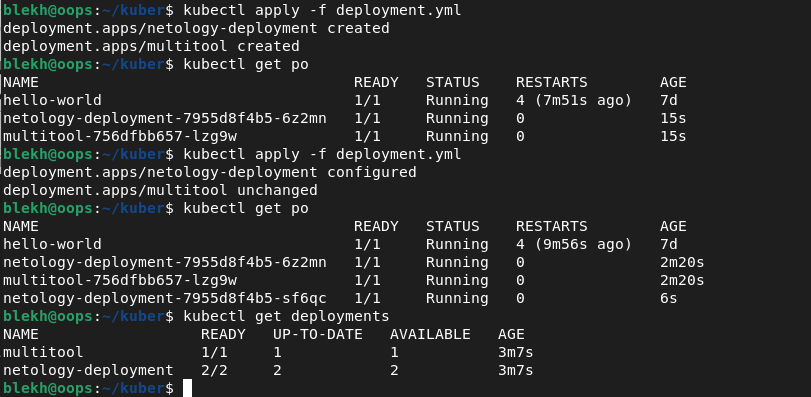 blekh@oops:~/kuber$ kubectl apply -f deployment.yml
deployment.apps/netology-deployment created
deployment.apps/multitool created
blekh@oops:~/kuber$ kubectl get po
NAME                                   READY   STATUS    RESTARTS        AGE
hello-world                            1/1     Running   4 (7m51s ago)   7d
netology-deployment-7955d8f4b5-6z2mn   1/1     Running   0               15s
multitool-756dfbb657-lzg9w             1/1     Running   0               15s
blekh@oops:~/kuber$ kubectl apply -f deployment.yml
deployment.apps/netology-deployment configured
deployment.apps/multitool unchanged
blekh@oops:~/kuber$ kubectl get po
NAME                                   READY   STATUS    RESTARTS        AGE
hello-world                            1/1     Running   4 (9m56s ago)   7d
netology-deployment-7955d8f4b5-6z2mn   1/1     Running   0               2m20s
multitool-756dfbb657-lzg9w             1/1     Running   0               2m20s
netology-deployment-7955d8f4b5-sf6qc   1/1     Running   0               6s
blekh@oops:~/kuber$ kubectl get deployments
NAME                  READY   UP-TO-DATE   AVAILABLE   AGE
multitool             1/1     1            1           3m7s
netology-deployment   2/2     2            2           3m7s
blekh@oops:~/kuber$